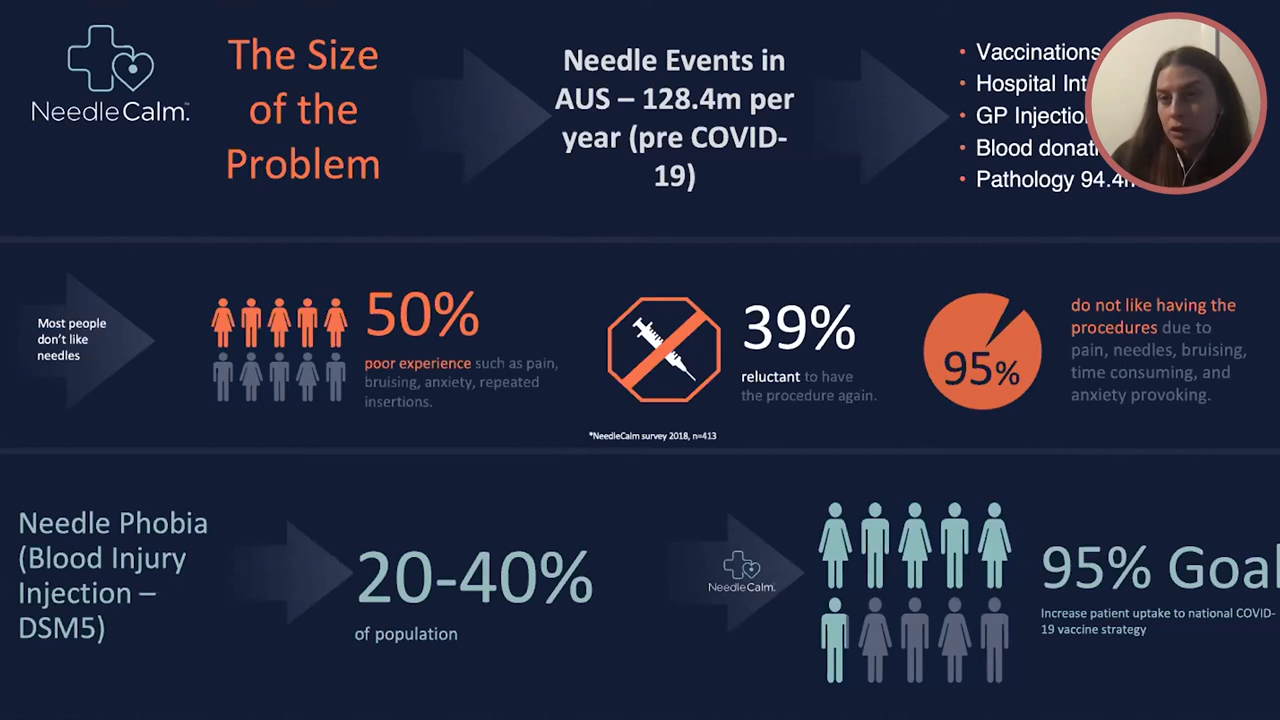 NeedleCalm™
The Size
of the
Problem
Needle Events in
AUS – 128.4m per
year (pre COVID-
19)
• Vaccinations
• Hospital
• GP
• Blood
• Pathology
Most people
don't like
needles
50%
poor experience such as pain,
bruising, anxiety, repeated
insertions.
39%
reluctant to have
the procedure again.
95%
do not like having the
procedures due to
pain, needles, bruising,
time consuming, and
anxiety provoking.
*NeedleCalm survey 2018, n=413
Needle Phobia
(Blood Injury
Injection –
DSM5)
20-40%
of population
NeedleCalm™
95% Goal
Increase patient uptake to national COVID-
19 vaccine strategy